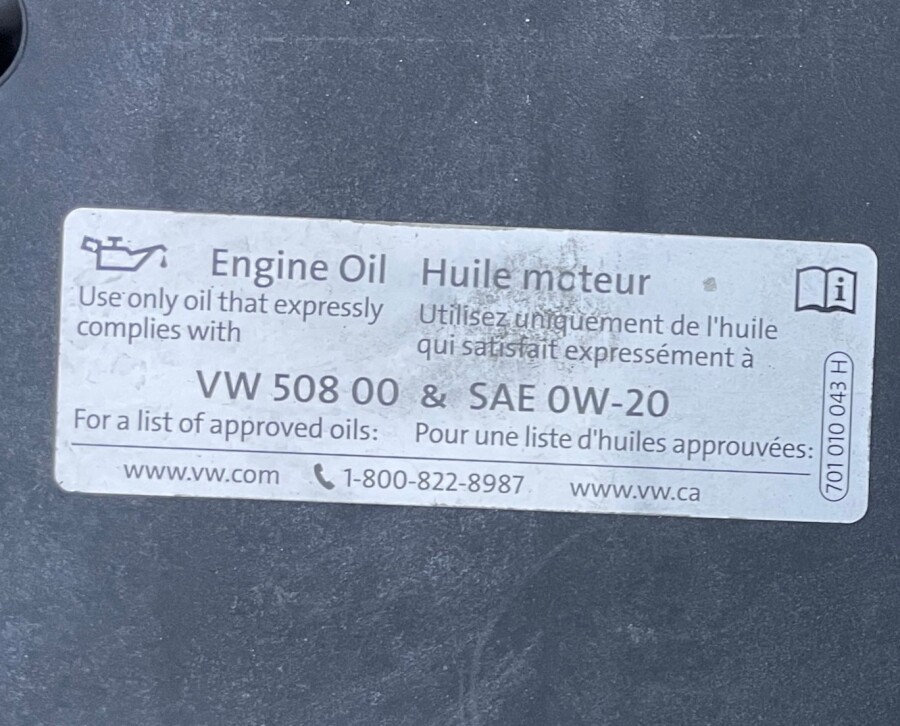 Engine Oil Huile moteur
Use only oil that expressly
complies with
Utilisez uniquement de l'huile
qui satisfait expressément à
VW 508 00 & SAE 0W-20
For a list of approved oils: Pour une liste d'huiles approuvées:
www.vw.com 1-800-822-8987 www.vw.ca
701 010 043 H